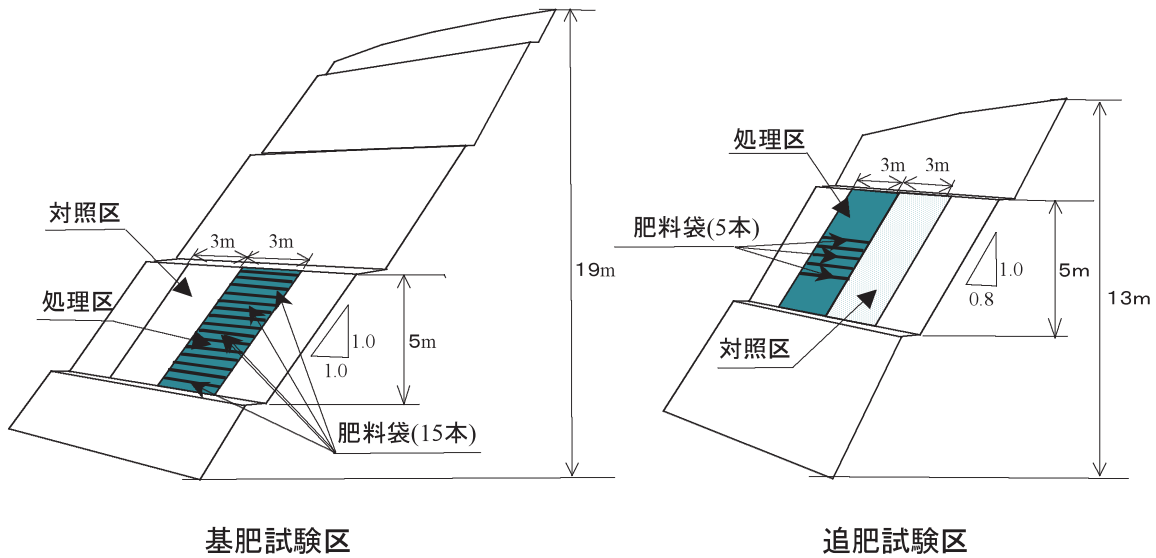 対照区
3m
3m
処理区
1.0
1.0
5m
19m
肥料袋(15本)
基肥試験区
処理区
3m
3m
肥料袋(5本)
1.0
0.8
5m
13m
対照区
追肥試験区